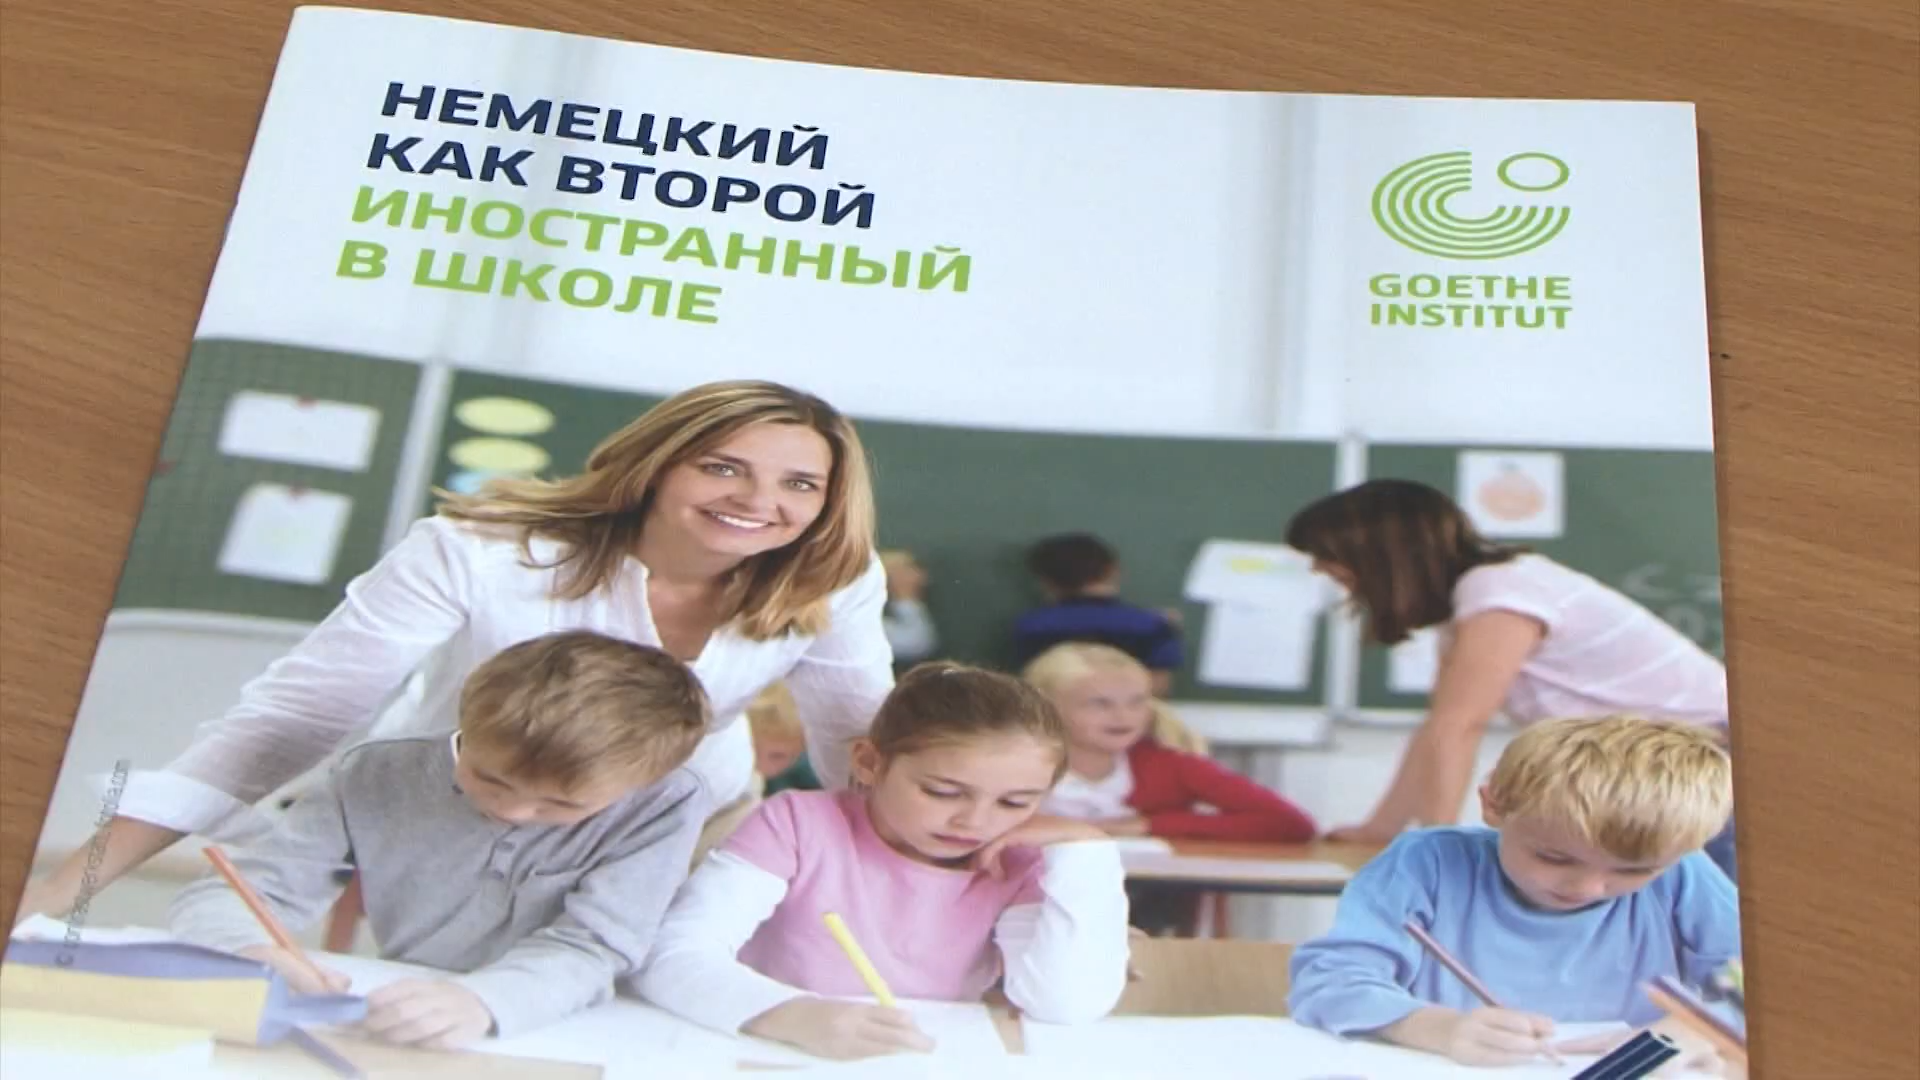 НЕМЕЦКИЙ
КАК ВТОРОЙ
ИНОСТРАННЫЙ
В ШКОЛЕ
GOETHE
INSTITUT